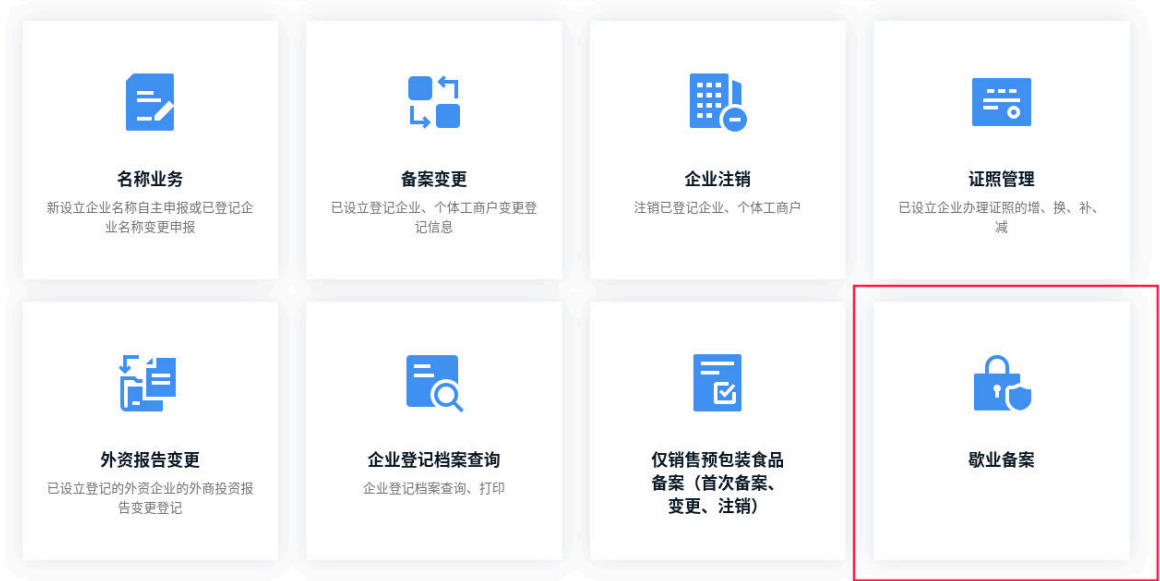 名称业务
新设立企业名称自主申报或已登记企
业名称变更申报
备案变更
已设立登记企业、个体工商户变更登
记信息
企业注销
注销已登记企业、个体工商户
证照管理
已设立企业办理证照的增、换、补、
减
外资报告变更
已设立登记的外资企业的外商投资报
告变更登记
企业登记档案查询
企业登记档案查询、打印
仅销售预包装食品
备案（首次备案、
变更、注销）
歇业备案